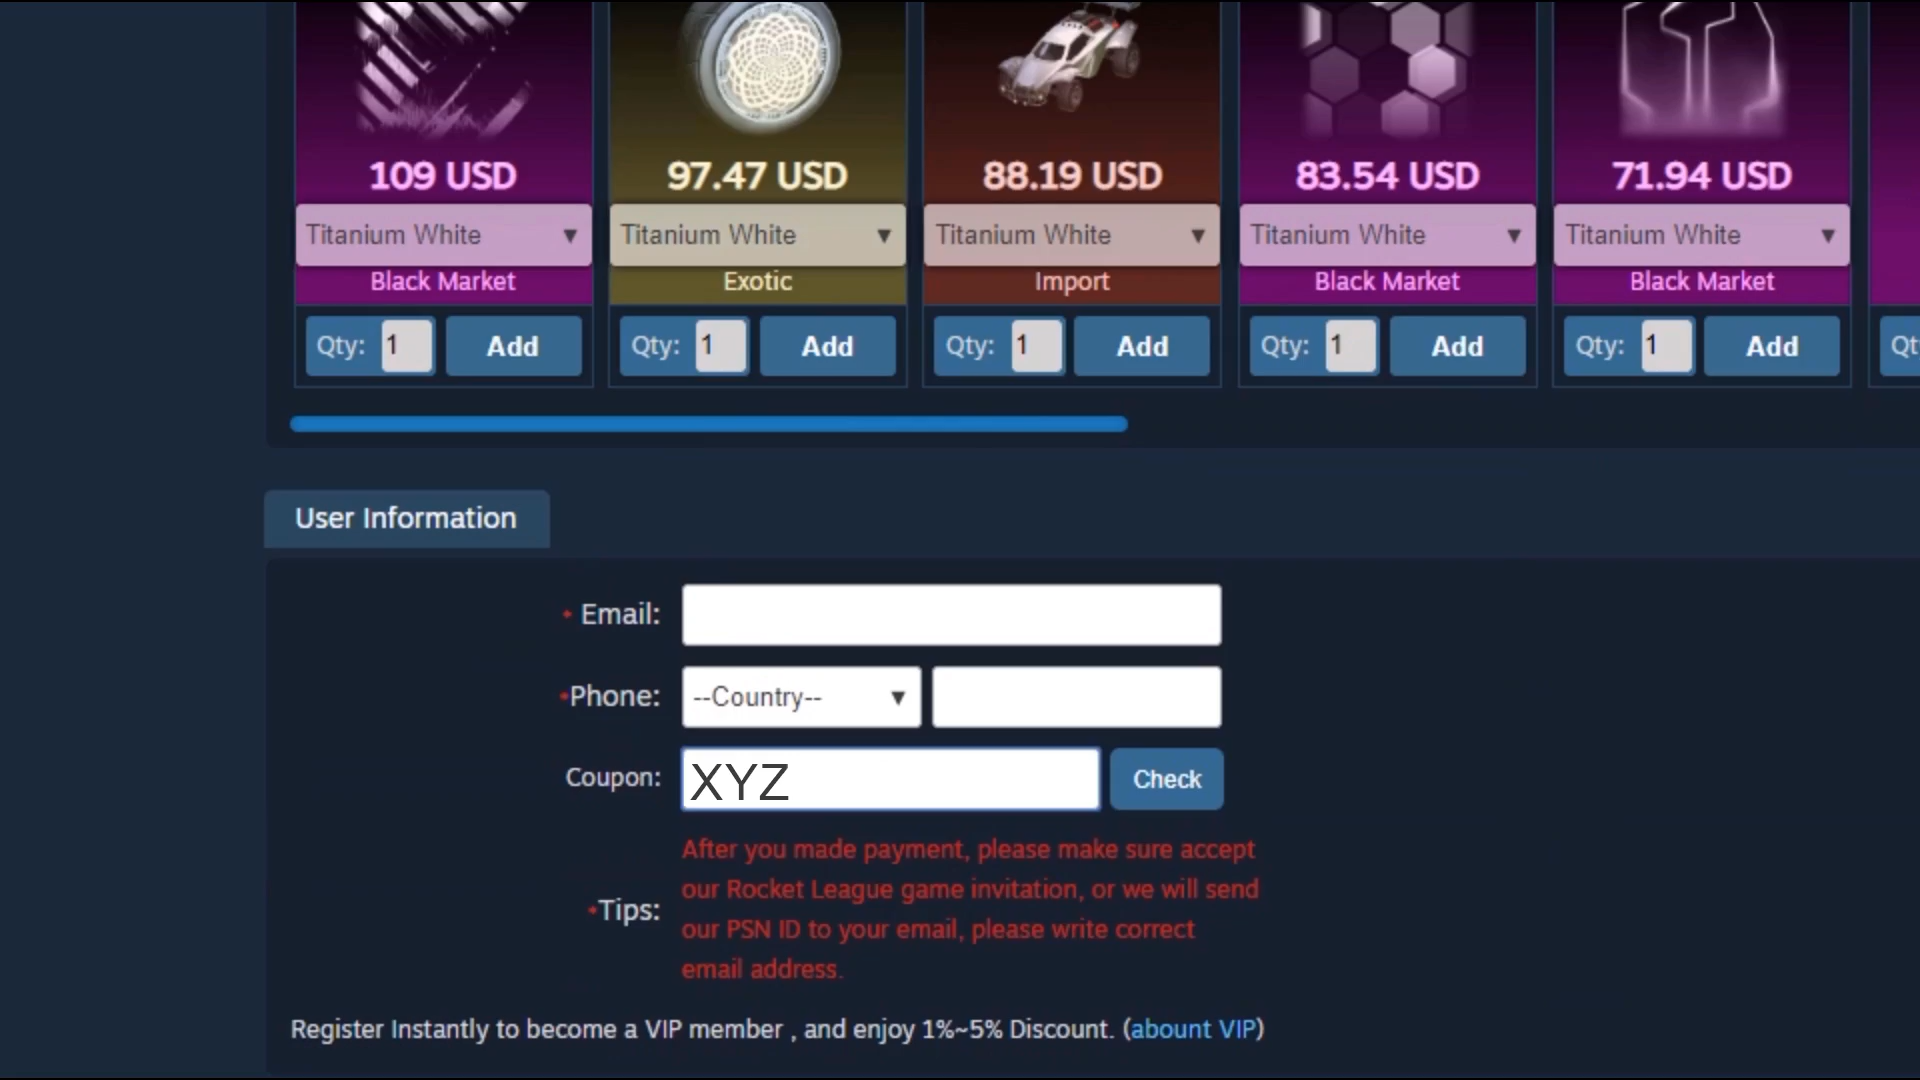 109 USD 97.47 USD 88.19 USD 83.54 USD 71.94 USD
Titanium White Titanium White Titanium White Titanium White Titanium White
Black Market Exotic Import Black Market Black Market
Qty: 1 Add Qty: 1 Add Qty: 1 Add Qty: 1 Add Qty: 1 Add
User Information
* Email:
*Phone: --Country--
Coupon: XYZ Check
*Tips:
After you made payment, please make sure accept
our Rocket League game invitation, or we will send
our PSN ID to your email, please write correct
email address.
Register Instantly to become a VIP member , and enjoy 1%~5% Discount. (abount VIP)